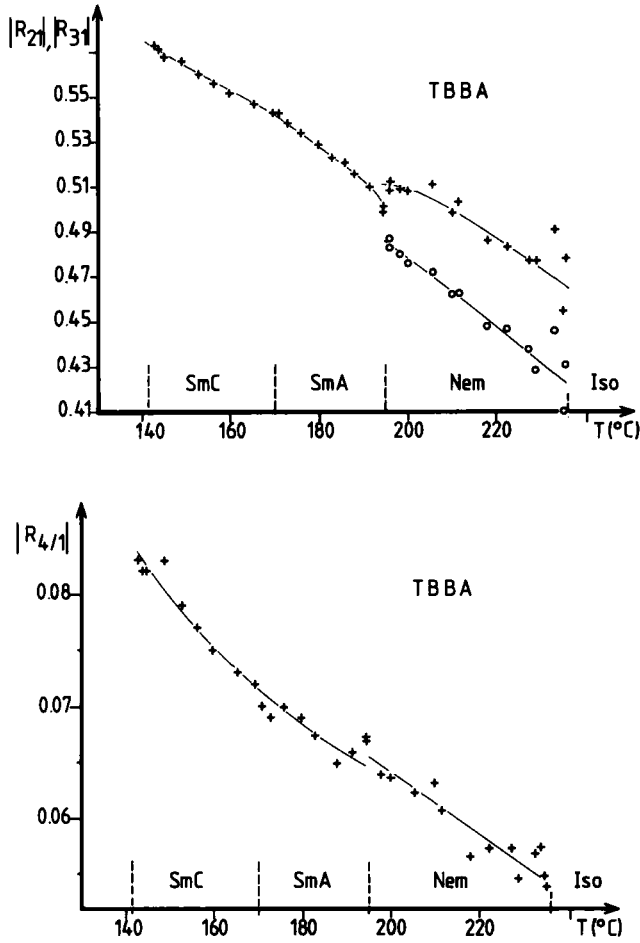 |R21|,|R31|
TBBA
0.55
0.53
0.51
0.49
0.47
0.45
0.43
0.41
SmC SmA Nem Iso
140 160 180 200 220 T(°C)
|R4/1|
TBBA
0.08
0.07
0.06
SmC SmA Nem Iso
140 160 180 200 220 T(°C)